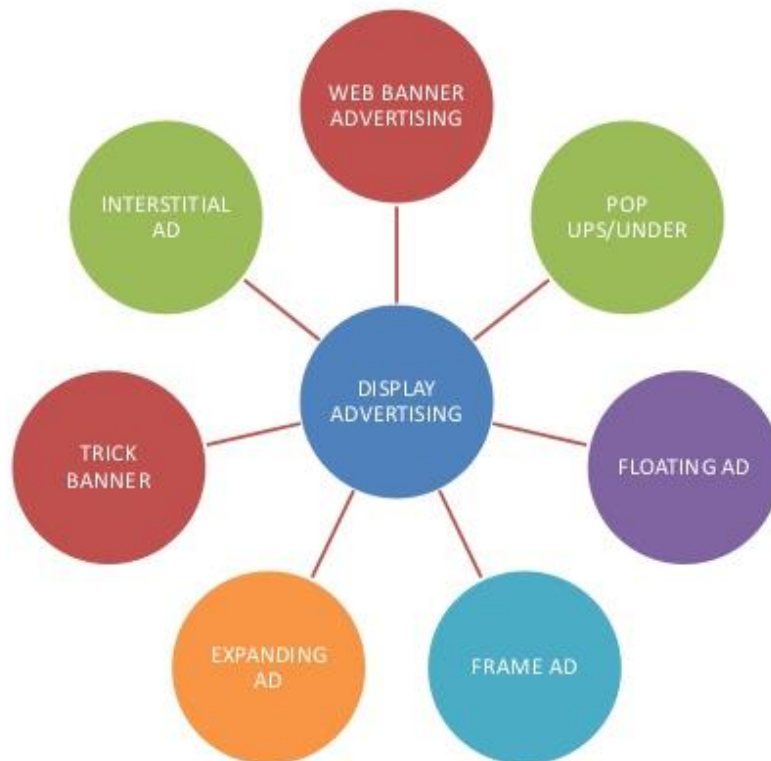 WEB BANNER
ADVERTISING
POP
UPS/UNDER
FLOATING AD
FRAME AD
EXPANDING
AD
TRICK
BANNER
INTERSTITIAL
AD
DISPLAY
ADVERTISING